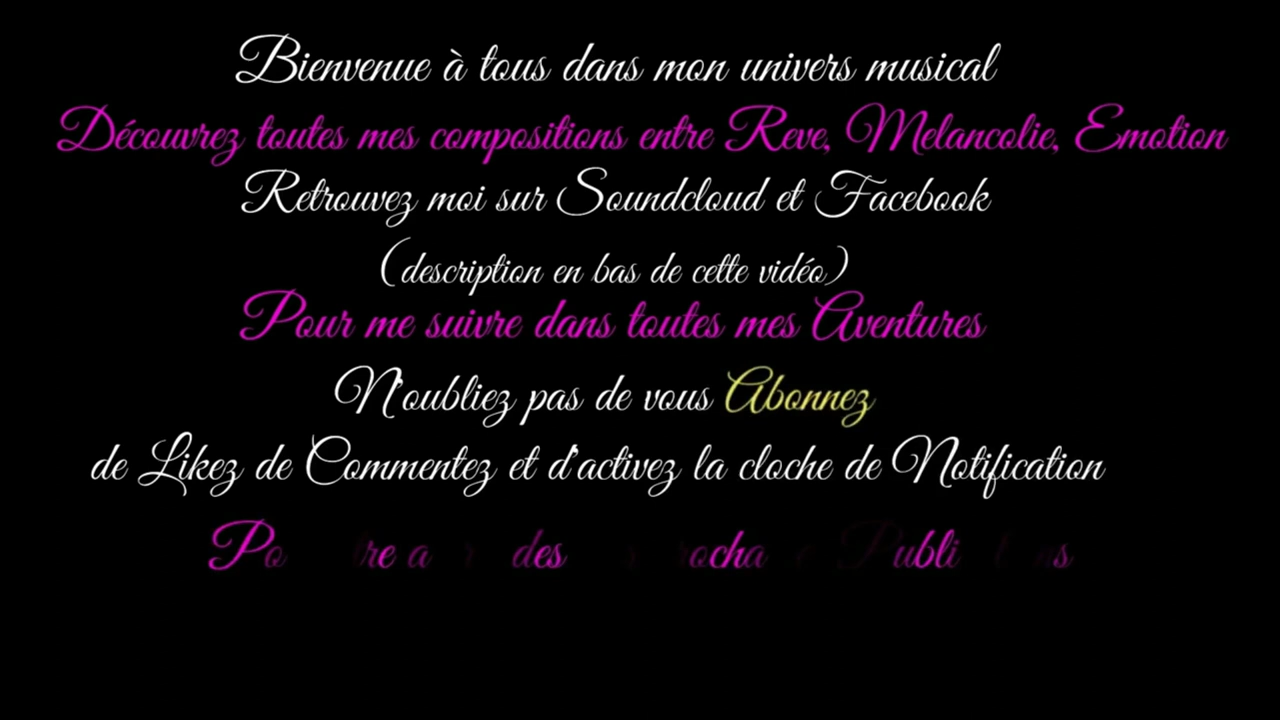 Bienvenue à tous dans mon univers musical
Découvrez toutes mes compositions entre Reve, Melancolie, Emotion
Retrouvez moi sur Soundcloud et Facebook
(description en bas de cette vidéo)
Pour me suivre dans toutes mes Aventures
N'oubliez pas de vous Abonnez
de Likez de Commentez et d'activez la cloche de Notification
des